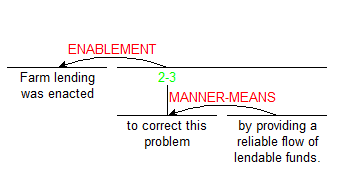 ENABLEMENT
Farm lending
was enacted
2-3
MANNER-MEANS
to correct this
problem
by providing a
reliable flow of
lendable funds.